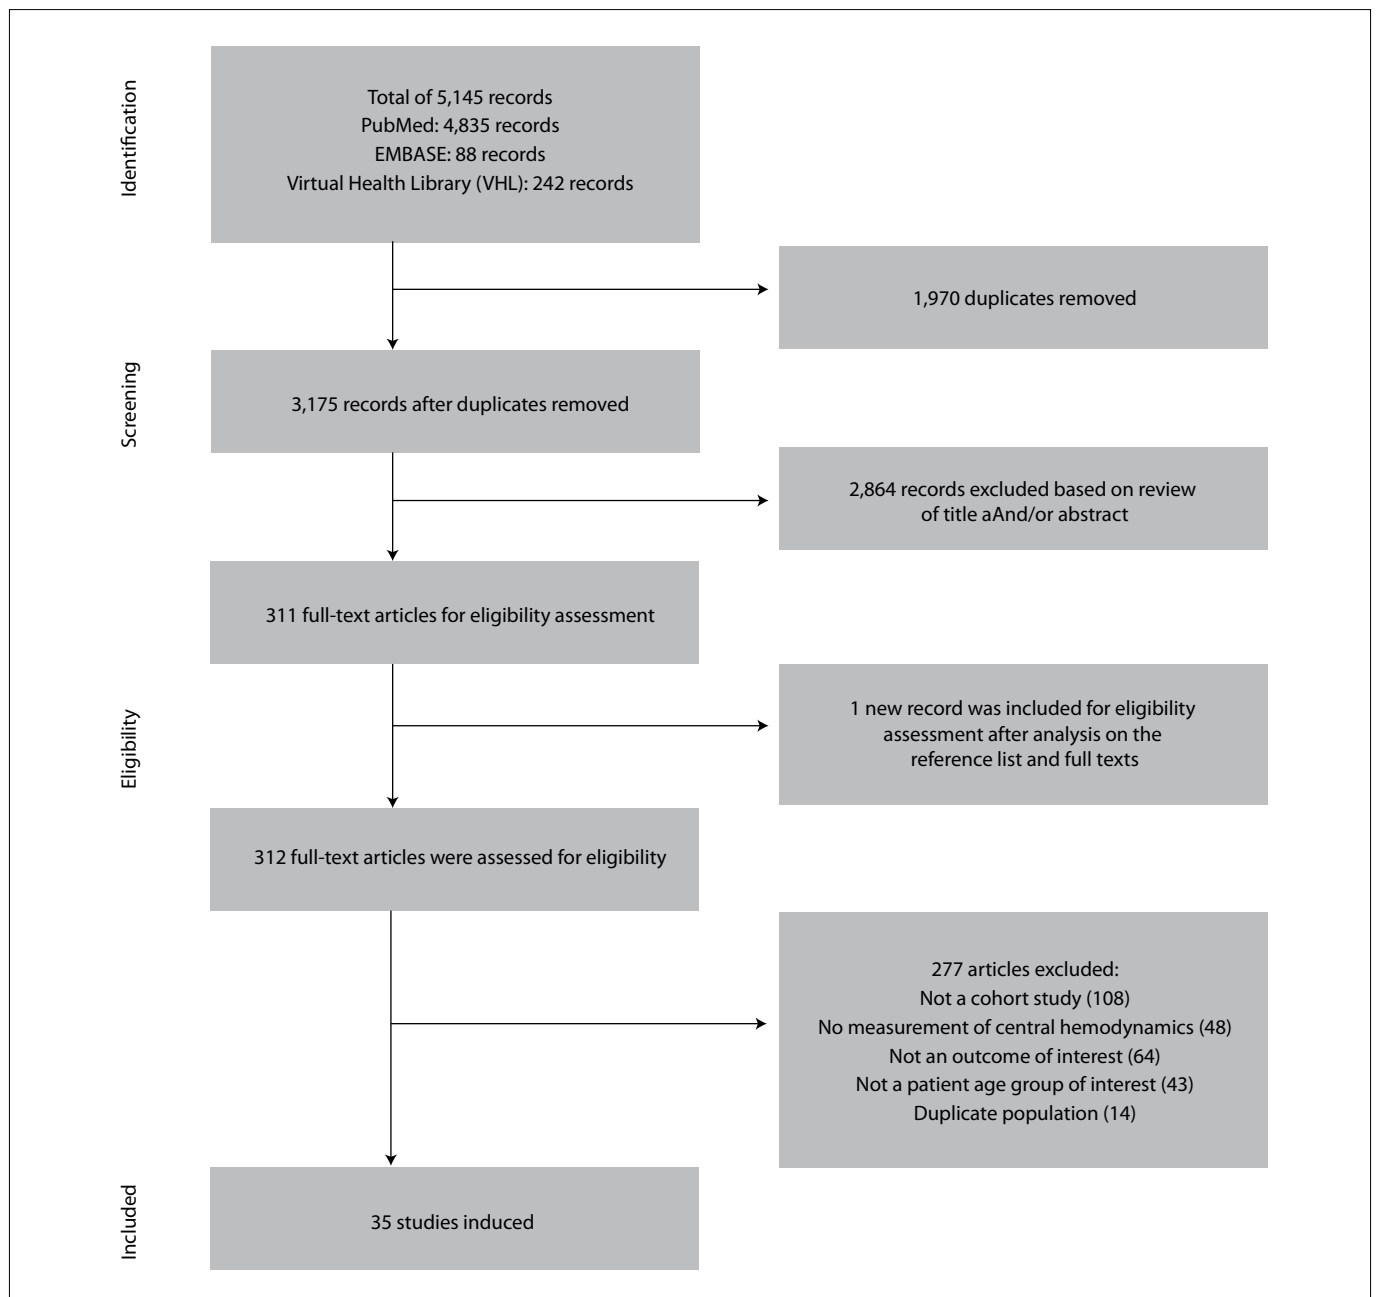 Identification
Total of 5,145 records
PubMed: 4,835 records
EMBASE: 88 records
Virtual Health Library (VHL): 242 records
1,970 duplicates removed
Screening
3,175 records after duplicates removed
2,864 records excluded based on review
of title aAnd/or abstract
311 full-text articles for eligibility assessment
Eligibility
1 new record was included for eligibility
assessment after analysis on the
reference list and full texts
312 full-text articles were assessed for eligibility
277 articles excluded:
Not a cohort study (108)
No measurement of central hemodynamics (48)
Not an outcome of interest (64)
Not a patient age group of interest (43)
Duplicate population (14)
Included
35 studies induced